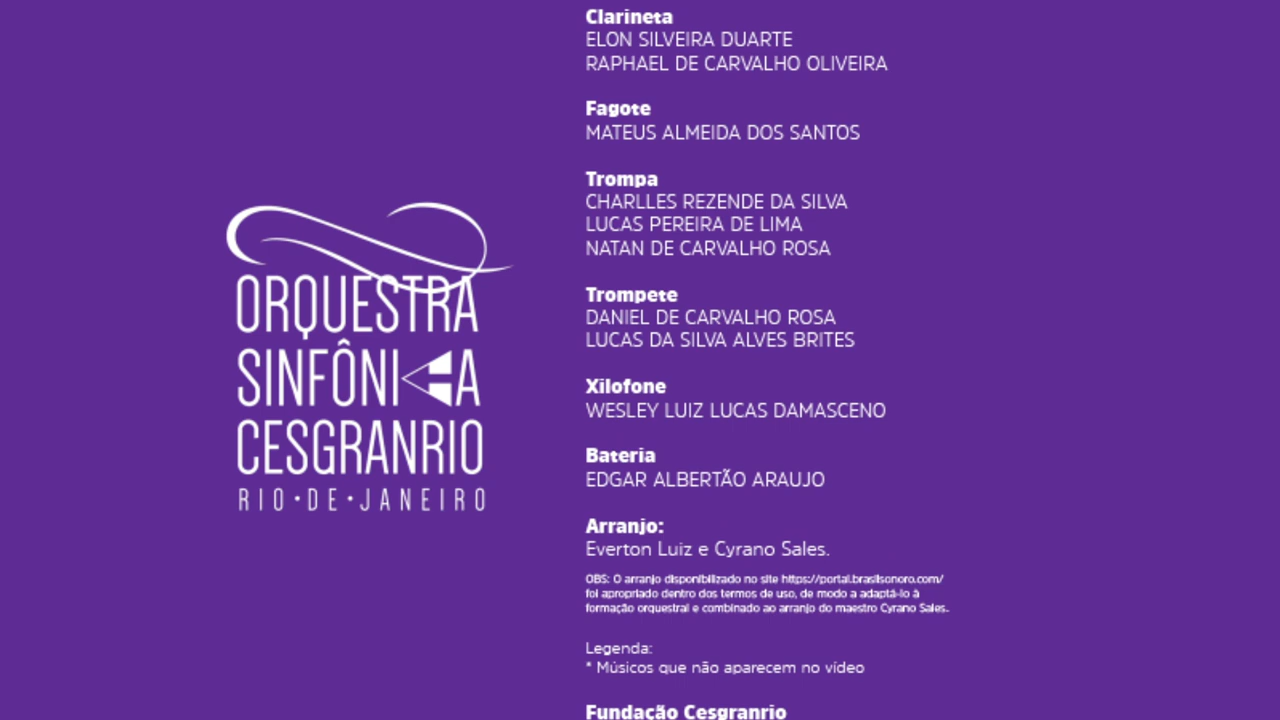 ORQUESTRA
SINFÔNICA
CESGRANRIO
RIO•DE•JANEIRO
Clarineta
ELON SILVEIRA DUARTE
RAPHAEL DE CARVALHO OLIVEIRA
Fagote
MATEUS ALMEIDA DOS SANTOS
Trompa
CHARLLES REZENDE DA SILVA
LUCAS PEREIRA DE LIMA
NATAN DE CARVALHO ROSA
Trompete
DANIEL DE CARVALHO ROSA
LUCAS DA SILVA ALVES BRITES
Xilofone
WESLEY LUIZ LUCAS DAMASCENO
Bateria
EDGAR ALBERTÃO ARAUJO
Arranjo:
Everton Luiz e Cyrano Sales.
OBS: O arranjo disponibilizado no site https://portal.brasilsonoro.com/
foi apropriado dentro dos termos de uso, de modo a adaptá-lo à
formação orquestral e combinado ao arranjo do maestro Cyrano Sales.
Legenda:
* Músicos que não aparecem no vídeo
Fundação Cesgranrio